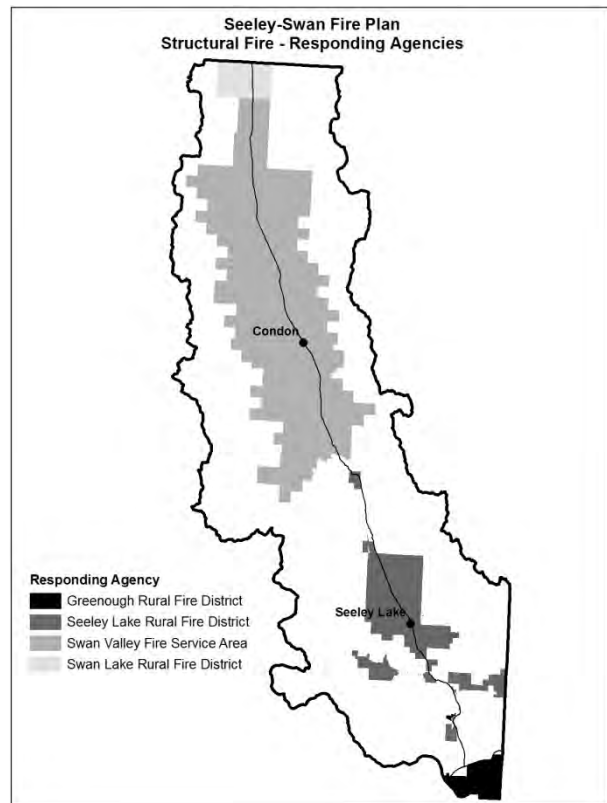 Seeley-Swan Fire Plan
Structural Fire - Responding Agencies
Condon
Seeley Lake
Responding Agency
Greenough Rural Fire District
Seeley Lake Rural Fire District
Swan Valley Fire Service Area
Swan Lake Rural Fire District